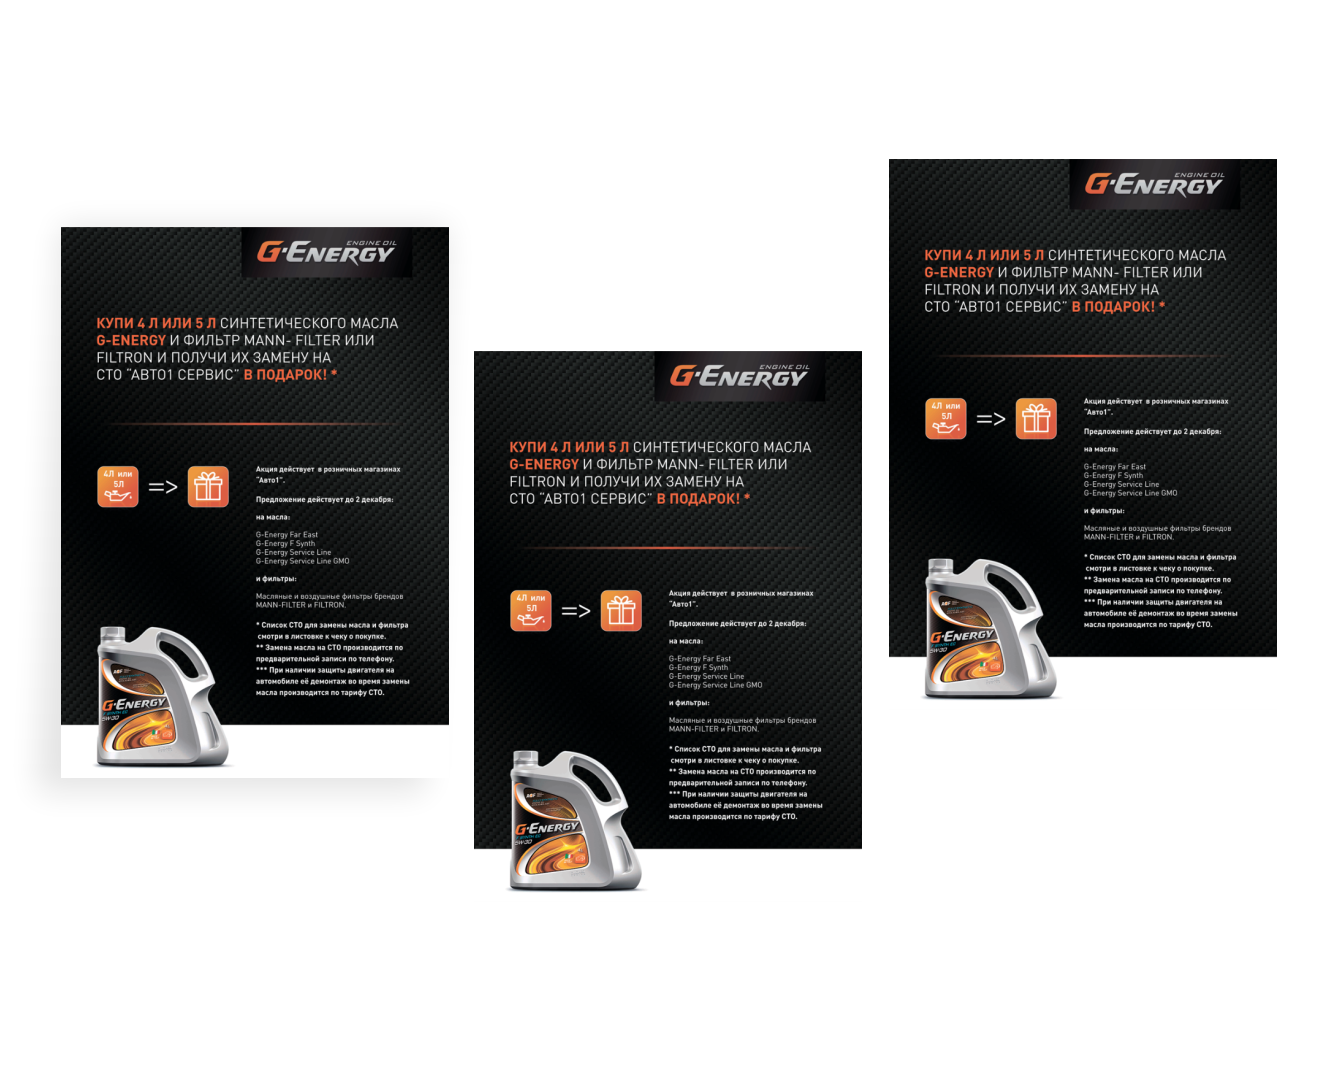 ENGINE OIL
G-ENERGY
КУПИ 4 Л ИЛИ 5 Л СИНТЕТИЧЕСКОГО МАСЛА
G-ENERGY И ФИЛЬТР MANN- FILTER ИЛИ
FILTRON И ПОЛУЧИ ИХ ЗАМЕНУ НА
СТО "АВТО1 СЕРВИС" В ПОДАРОК! *
4Л или
5Л
=>
Акция действует в розничных магазинах
"Авто1".
Предложение действует до 2 декабря:
на масла:
G-Energy Far East
G-Energy F Synth
G-Energy Service Line
G-Energy Service Line GMO
и фильтры:
Масляные и воздушные фильтры брендов
MANN-FILTER и FILTRON.
* Список СТО для замены масла и фильтра
смотри в листовке к чеку о покупке.
** Замена масла на СТО производится по
предварительной записи по телефону.
*** При наличии защиты двигателя на
автомобиле её демонтаж во время замены
масла производится по тарифу СТО.
G-ENERGY
5W30
ENGINE OIL
G-ENERGY
КУПИ 4 Л ИЛИ 5 Л СИНТЕТИЧЕСКОГО МАСЛА
G-ENERGY И ФИЛЬТР MANN- FILTER ИЛИ
FILTRON И ПОЛУЧИ ИХ ЗАМЕНУ НА
СТО "АВТО1 СЕРВИС" В ПОДАРОК! *
4Л или
5Л
=>
Акция действует в розничных магазинах
"Авто1".
Предложение действует до 2 декабря:
на масла:
G-Energy Far East
G-Energy F Synth
G-Energy Service Line
G-Energy Service Line GMO
и фильтры:
Масляные и воздушные фильтры брендов
MANN-FILTER и FILTRON.
* Список СТО для замены масла и фильтра
смотри в листовке к чеку о покупке.
** Замена масла на СТО производится по
предварительной записи по телефону.
*** При наличии защиты двигателя на
автомобиле её демонтаж во время замены
масла производится по тарифу СТО.
G-ENERGY
5W30
ENGINE OIL
G-ENERGY
КУПИ 4 Л ИЛИ 5 Л СИНТЕТИЧЕСКОГО МАСЛА
G-ENERGY И ФИЛЬТР MANN- FILTER ИЛИ
FILTRON И ПОЛУЧИ ИХ ЗАМЕНУ НА
СТО "АВТО1 СЕРВИС" В ПОДАРОК! *
4Л или
5Л
=>
Акция действует в розничных магазинах
"Авто1".
Предложение действует до 2 декабря:
на масла:
G-Energy Far East
G-Energy F Synth
G-Energy Service Line
G-Energy Service Line GMO
и фильтры:
Масляные и воздушные фильтры брендов
MANN-FILTER и FILTRON.
* Список СТО для замены масла и фильтра
смотри в листовке к чеку о покупке.
** Замена масла на СТО производится по
предварительной записи по телефону.
*** При наличии защиты двигателя на
автомобиле её демонтаж во время замены
масла производится по тарифу СТО.
G-ENERGY
5W30